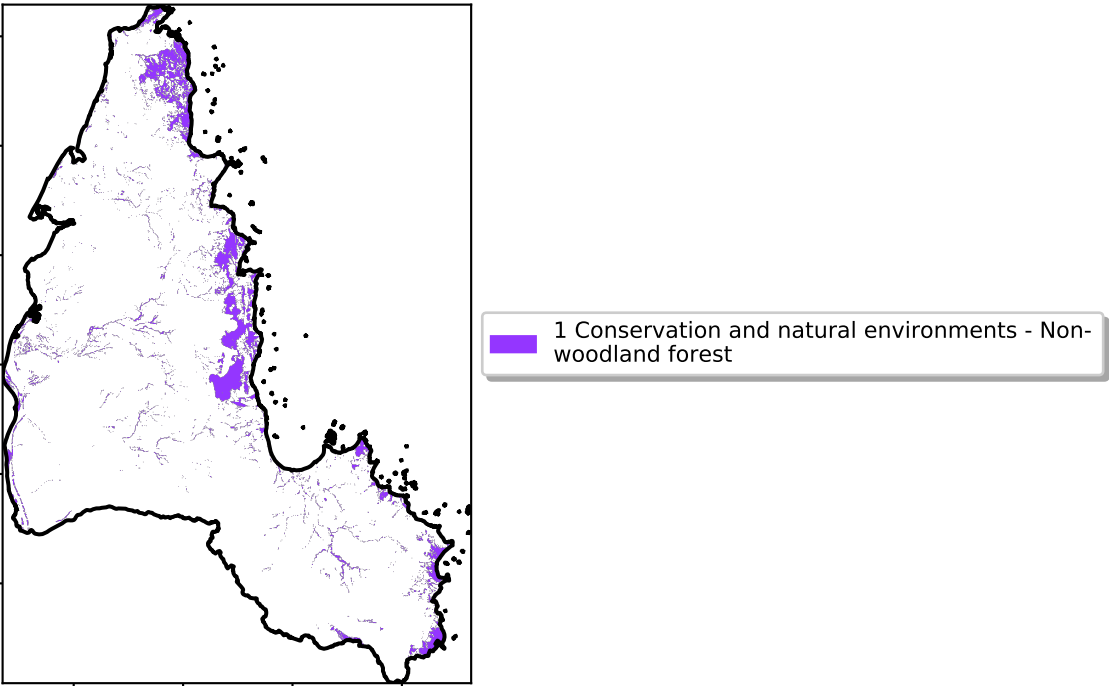 1 Conservation and natural environments - Non-
woodland forest